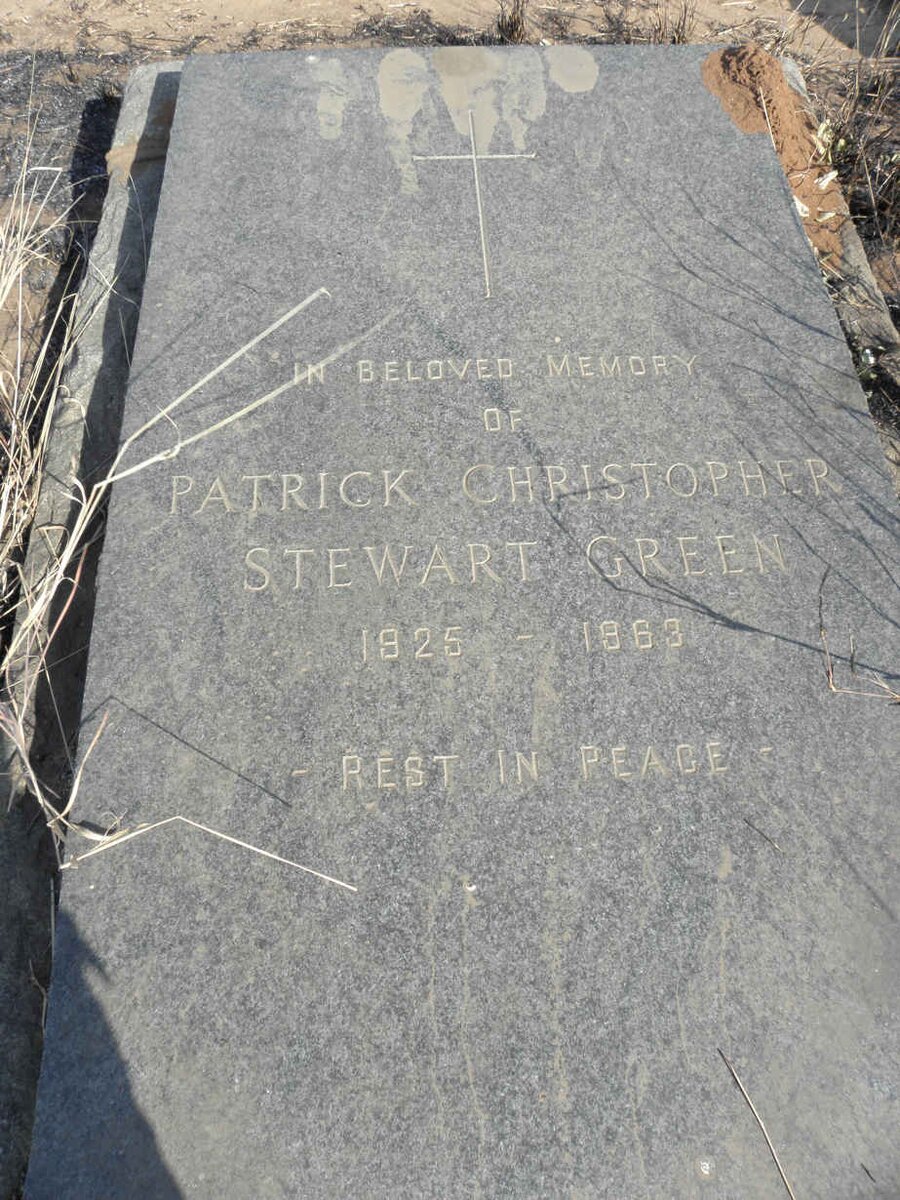 IN BELOVED MEMORY
OF
PATRICK CHRISTOPHER
STEWART GREEN
1925 - 1963
- REST IN PEACE -